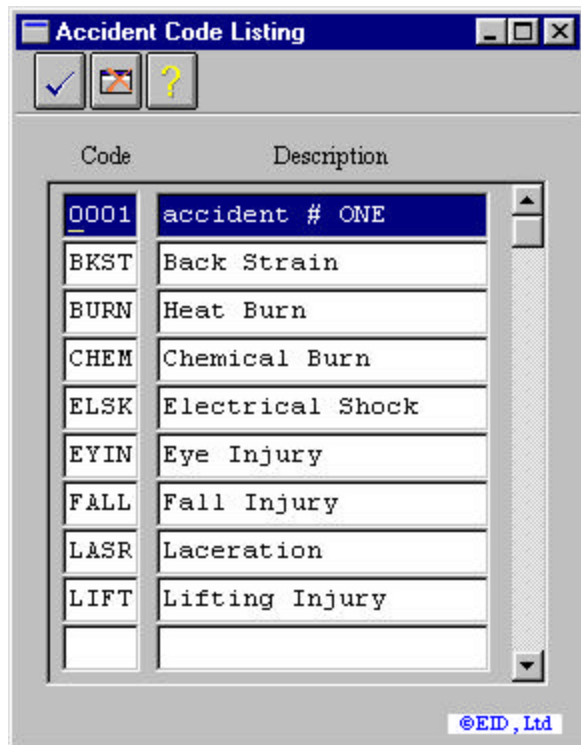 Accident Code Listing
?
Code Description
0001 accident # ONE
BKST Back Strain
BURN Heat Burn
CHEM Chemical Burn
ELSK Electrical Shock
EYIN Eye Injury
FALL Fall Injury
LASR Laceration
LIFT Lifting Injury
©EID, Ltd